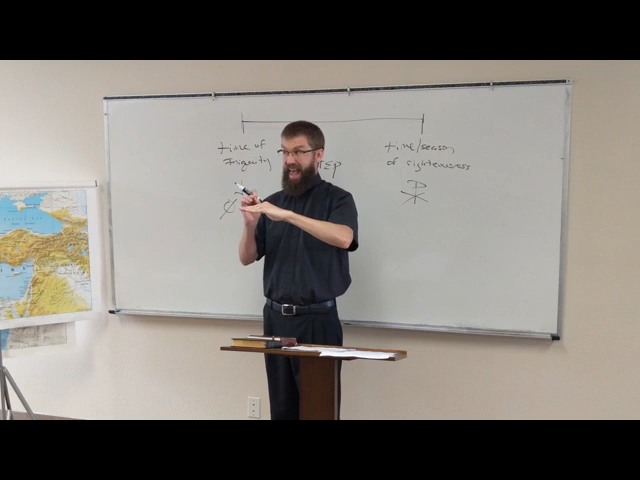 time of
iniquity
time/season
of righteousness